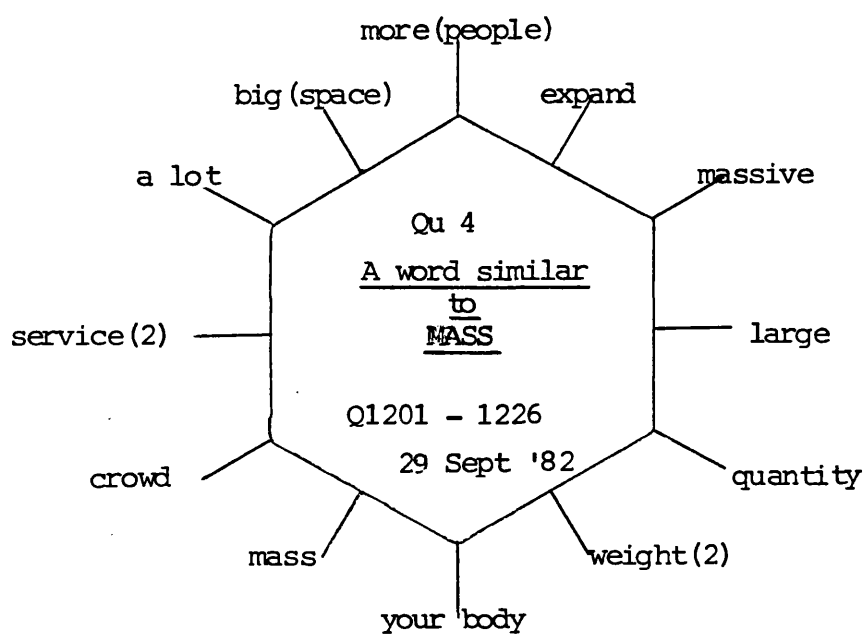 more(people)
big(space)
expand
a lot
massive
Qu 4
A word similar
to
MASS
service(2)
large
Q1201 - 1226
29 Sept '82
crowd
quantity
mass
weight(2)
your body